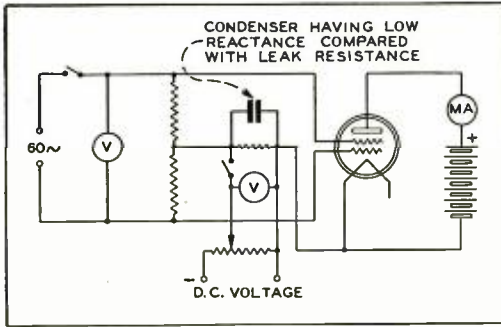 CONDENSER HAVING LOW
REACTANCE COMPARED
WITH LEAK RESISTANCE
MA
+
60~
V
V
-
D.C. VOLTAGE